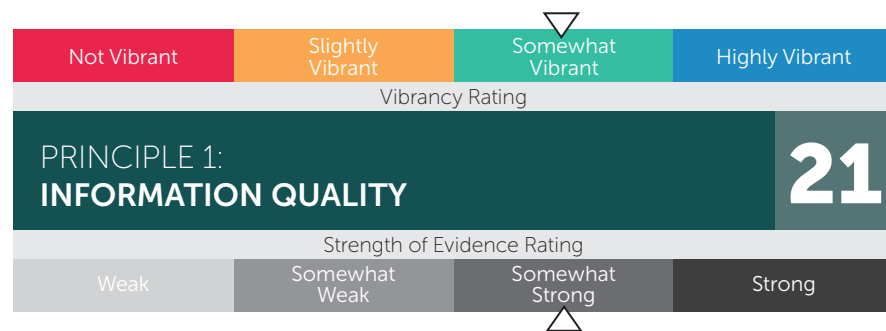 Not Vibrant
Slightly
Vibrant
Somewhat
Vibrant
Highly Vibrant
Vibrancy Rating
PRINCIPLE 1:
INFORMATION QUALITY
21
Strength of Evidence Rating
Weak
Somewhat
Weak
Somewhat
Strong
Strong